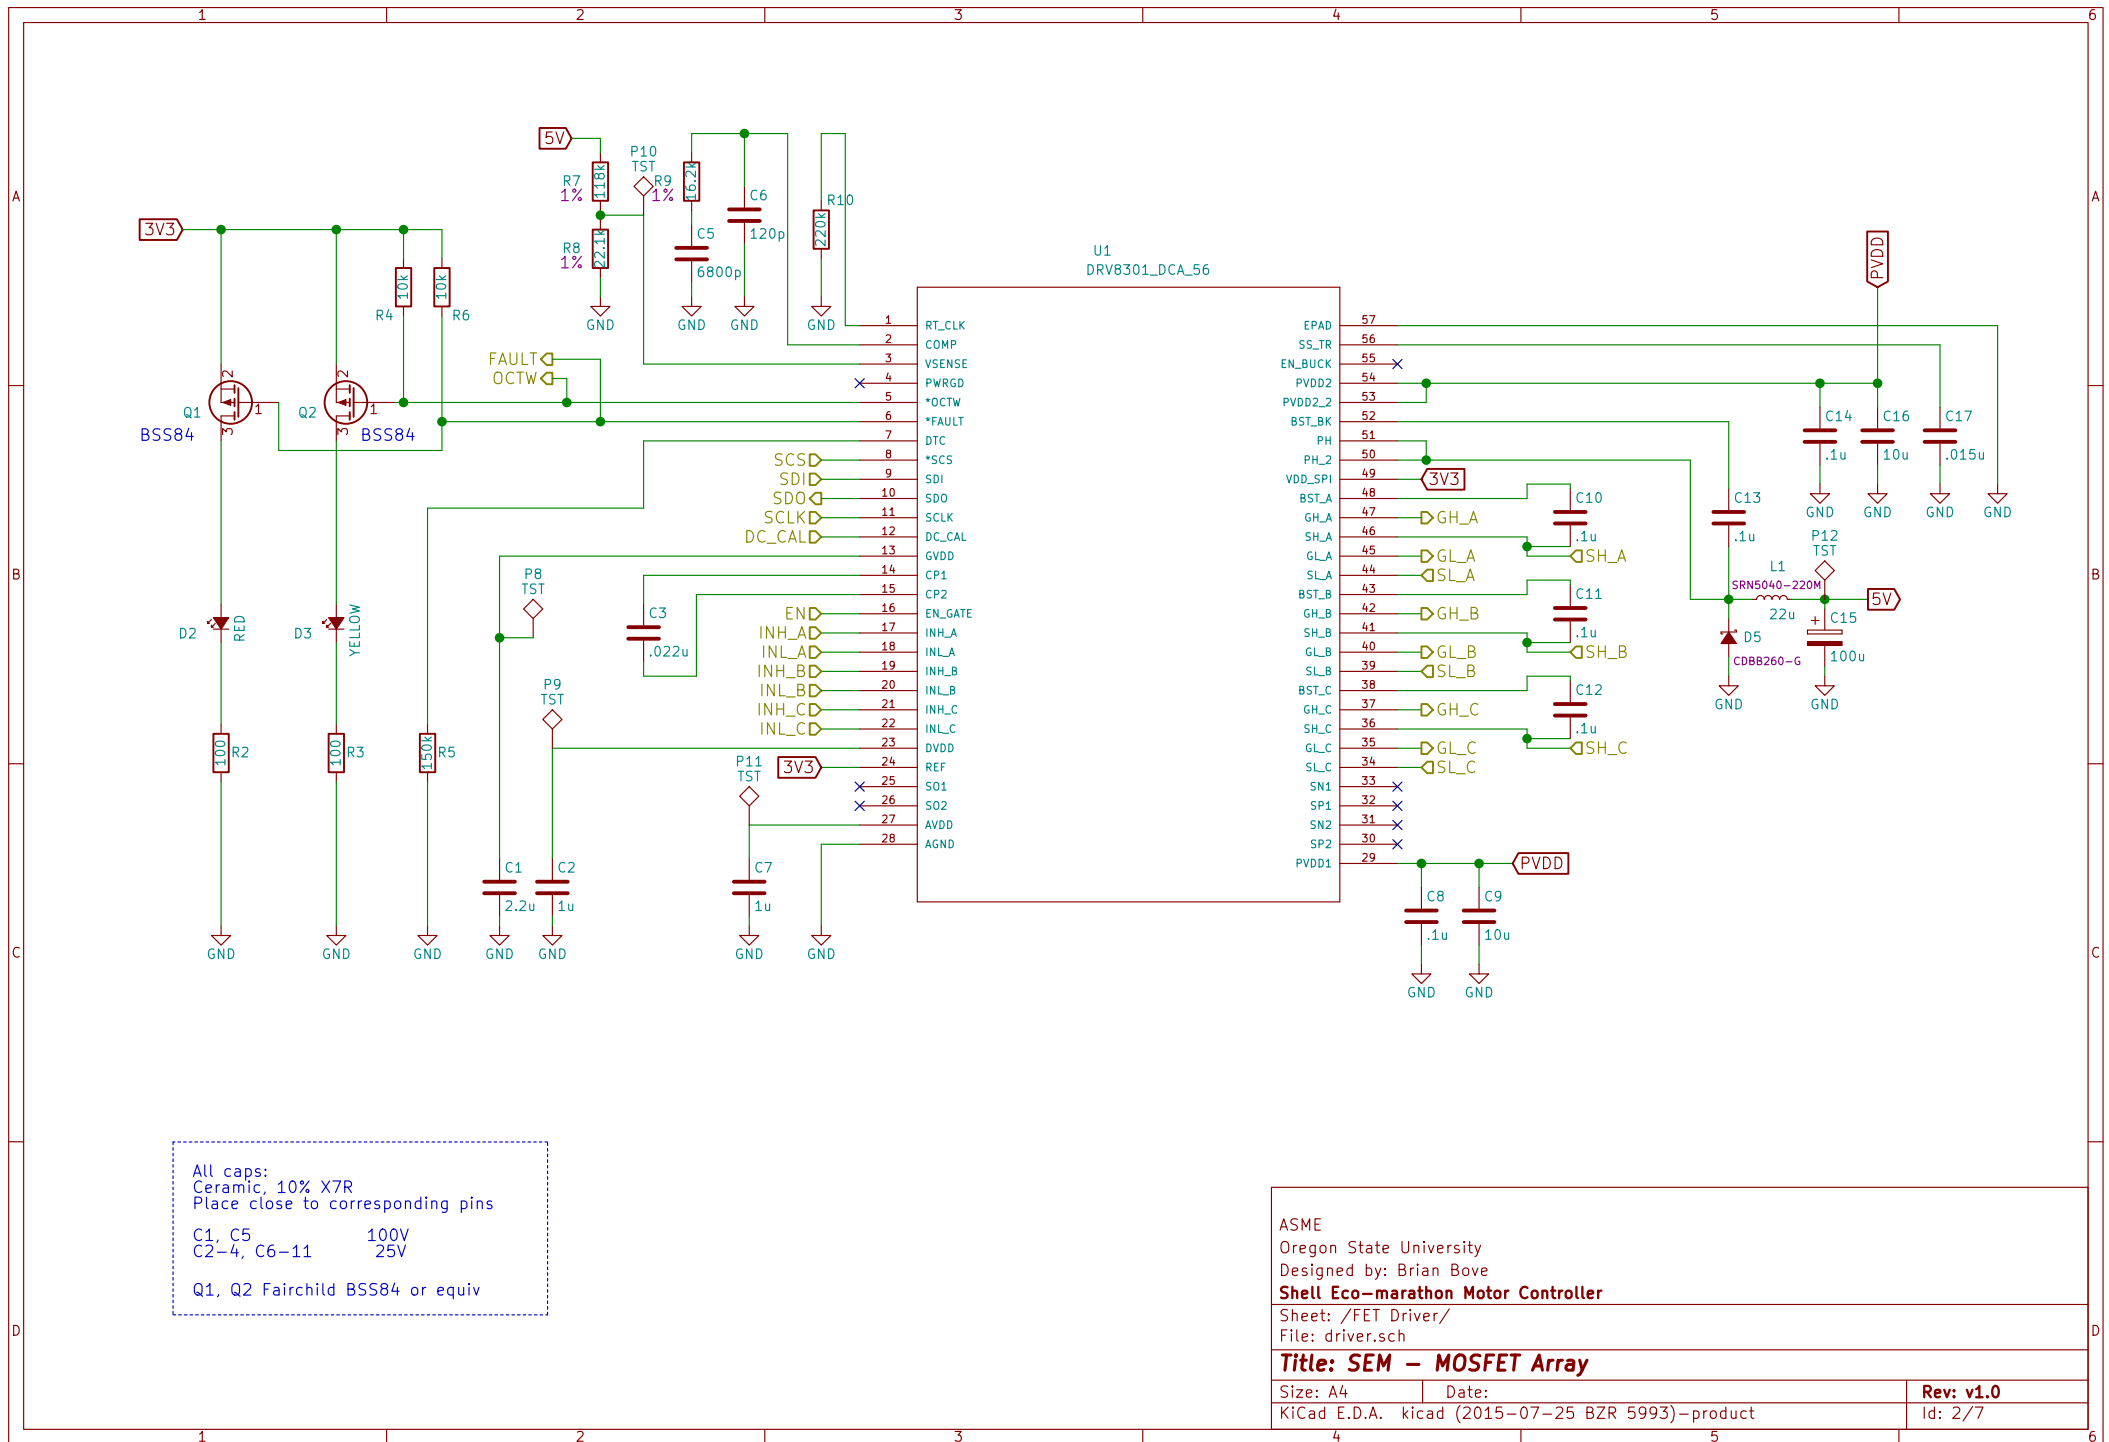 1 2 3 4 5 6
A
B
C
D
A
B
C
D
1 2 3 4 5 6
5V
R7
1%
118k
P10
TST
R8
1%
22.1k
GND
R9
1%
16.2k
C5
6800p
GND
C6
120p
GND
R10
220k
GND
3V3
10k
R4
10k
R6
FAULT
OCTW
2
Q1
1
3
BSS84
2
Q2
1
3
BSS84
D2
RED
D3
YELLOW
100
R2
GND
100
R3
GND
150k
R5
GND
P8
TST
P9
TST
C1
2.2u
GND
C2
1u
GND
C3
.022u
P11
TST
3V3
C7
1u
GND
GND
SCS
SDI
SDO
SCLK
DC_CAL
EN
INH_A
INL_A
INH_B
INL_B
INH_C
INL_C
U1
DRV8301_DCA_56
1 RT_CLK
2 COMP
3 VSENSE
4 PWRGD
5 *OCTW
6 *FAULT
7 DTC
8 *SCS
9 SDI
10 SDO
11 SCLK
12 DC_CAL
13 GVDD
14 CP1
15 CP2
16 EN_GATE
17 INH_A
18 INL_A
19 INH_B
20 INL_B
21 INH_C
22 INL_C
23 DVDD
24 REF
25 SO1
26 SO2
27 AVDD
28 AGND
EPAD 57
SS_TR 56
EN_BUCK 55
PVDD2 54
PVDD2_2 53
BST_BK 52
PH 51
PH_2 50
VDD_SPI 49
BST_A 48
GH_A 47
SH_A 46
GL_A 45
SL_A 44
BST_B 43
GH_B 42
SH_B 41
GL_B 40
SL_B 39
BST_C 38
GH_C 37
SH_C 36
GL_C 35
SL_C 34
SN1 33
SP1 32
SN2 31
SP2 30
PVDD1 29
3V3
GH_A
GL_A
SL_A
GH_B
GL_B
SL_B
GH_C
GL_C
SL_C
C10
.1u
SH_A
C11
.1u
SH_B
C12
.1u
SH_C
PVDD
C8
.1u
GND
C9
10u
GND
PVDD
C14
.1u
GND
C16
10u
GND
C17
.015u
GND
GND
C13
.1u
P12
TST
L1
SRN5040-220M
22u
5V
D5
CDBB260-G
GND
C15
+
100u
GND
All caps:
Ceramic, 10% X7R
Place close to corresponding pins
C1, C5 100V
C2-4, C6-11 25V
Q1, Q2 Fairchild BSS84 or equiv
ASME
Oregon State University
Designed by: Brian Bove
Shell Eco-marathon Motor Controller
Sheet: /FET Driver/
File: driver.sch
Title: SEM - MOSFET Array
Size: A4 Date: Rev: v1.0
KiCad E.D.A. kicad (2015-07-25 BZR 5993)-product Id: 2/7